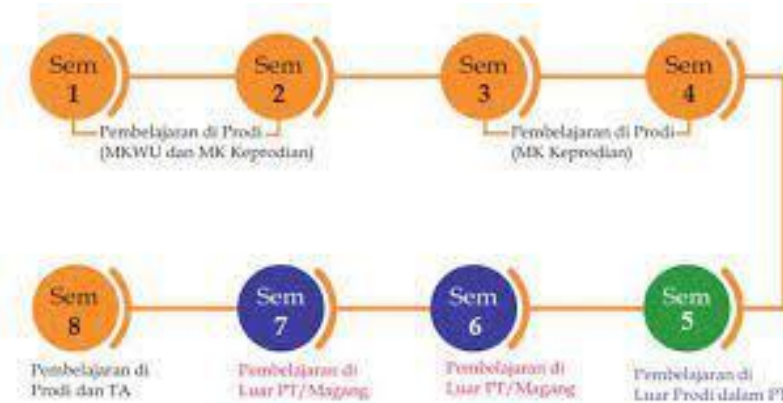 Sem
1
Sem
2
Sem
3
Sem
4
Pembelajaran di Prodi
(MKWU dan MK Keprodian)
Pembelajaran di Prodi
(MK Keprodian)
Sem
8
Sem
7
Sem
6
Sem
5
Pembelajaran di
Prodi dan TA
Pembelajaran di
Luar PT/Magang
Pembelajaran di
Luar PT/Magang
Pembelajaran di
Luar Prodi dalam PT